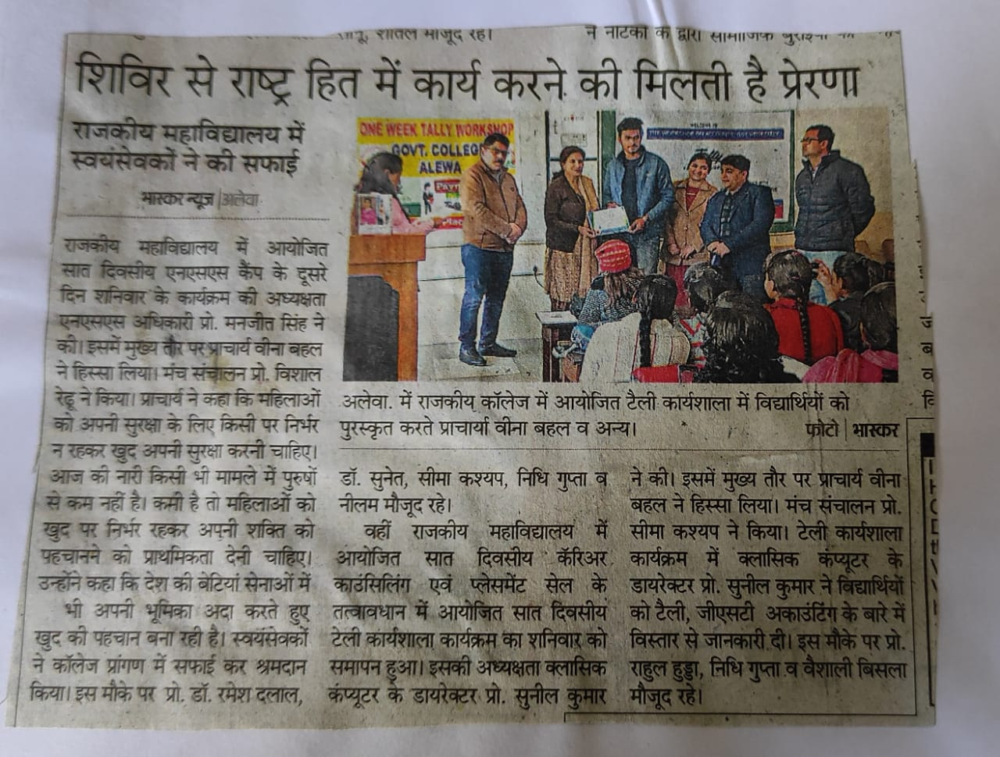 शातल माजूद रहे।
ने नाटकों के द्वारा सामाजिक बुराइयों
शिविर से राष्ट्र हित में कार्य करने की मिलती है प्रेरणा
राजकीय महाविद्यालय में
स्वयंसेवकों ने की सफाई
भास्कर न्यूज | अलेवा
राजकीय महाविद्यालय में आयोजित
सात दिवसीय एनएसएस कैंप के दूसरे
दिन शनिवार के कार्यक्रम की अध्यक्षता
एनएसएस अधिकारी प्रो. मनजीत सिंह ने
की। इसमें मुख्य तौर पर प्राचार्य वीना बहल
ने हिस्सा लिया। मंच संचालन प्रो. विशाल
रेढू ने किया। प्राचार्य ने कहा कि महिलाओं
को अपनी सुरक्षा के लिए किसी पर निर्भर
न रहकर खुद अपनी सुरक्षा करनी चाहिए।
आज की नारी किसी भी मामले में पुरुषों
से कम नहीं है। कमी है तो महिलाओं को
खुद पर निर्भर रहकर अपनी शक्ति को
पहचानने को प्राथमिकता देनी चाहिए।
उन्होंने कहा कि देश की बेटियां सेनाओं में
भी अपनी भूमिका अदा करते हुए
खुद की पहचान बना रही है। स्वयंसेवकों
ने कॉलेज प्रांगण में सफाई कर श्रमदान
किया। इस मौके पर प्रो. डॉ. रमेश दलाल,
ONE WEEK TALLY WORKSHOP
GOVT. COLLEGE
ALEWA
WELCOME TO
अलेवा. में राजकीय कॉलेज में आयोजित टैली कार्यशाला में विद्यार्थियों को
पुरस्कृत करते प्राचार्या वीना बहल व अन्य।
फोटो | भास्कर
डॉ. सुनेत, सीमा कश्यप, निधि गुप्ता व
नीलम मौजूद रहे।
वहीं राजकीय महाविद्यालय में
आयोजित सात दिवसीय कॅरिअर
काउंसिलिंग एवं प्लेसमेंट सेल के
तत्वावधान में आयोजित सात दिवसीय
टेली कार्यशाला कार्यक्रम का शनिवार को
समापन हुआ। इसकी अध्यक्षता क्लासिक
कंप्यूटर के डायरेक्टर प्रो. सुनील कुमार
ने की। इसमें मुख्य तौर पर प्राचार्य वीना
बहल ने हिस्सा लिया। मंच संचालन प्रो.
सीमा कश्यप ने किया। टेली कार्यशाला
कार्यक्रम में क्लासिक कंप्यूटर के
डायरेक्टर प्रो. सुनील कुमार ने विद्यार्थियों
को टैली, जीएसटी अकाउंटिंग के बारे में
विस्तार से जानकारी दी। इस मौके पर प्रो.
राहुल हुड्डा, निधि गुप्ता व वैशाली बिसला
मौजूद रहे।